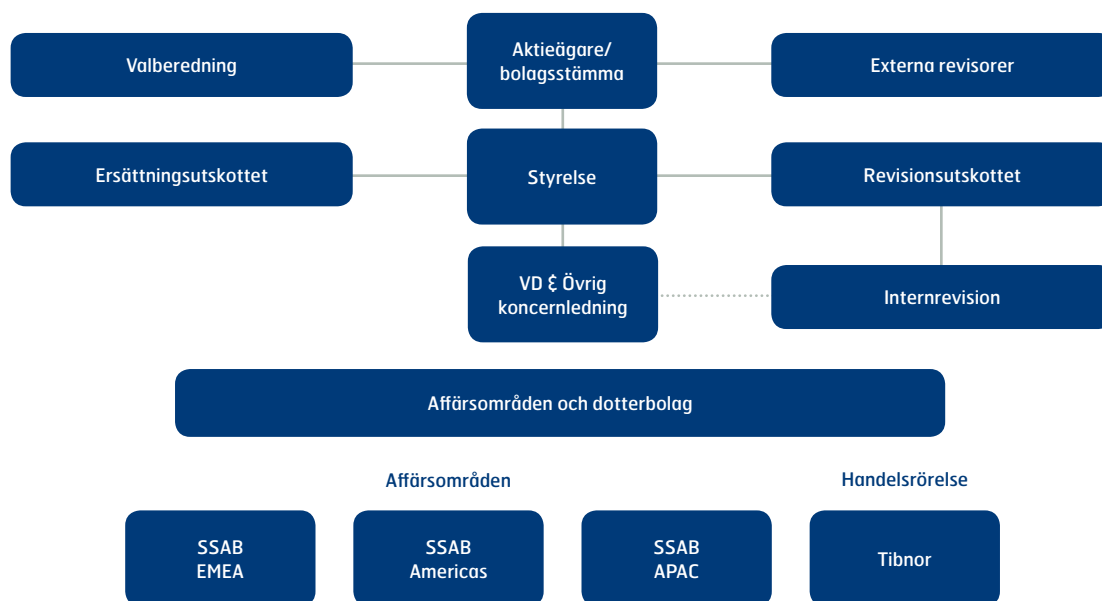 Valberedning
Aktieägare/
bolagsstämma
Externa revisorer
Ersättningsutskottet
Styrelse
Revisionsutskottet
VD & Övrig
koncernledning
Internrevision
Affärsområden och dotterbolag
Affärsområden
Handelsrörelse
SSAB
EMEA
SSAB
Americas
SSAB
APAC
Tibnor